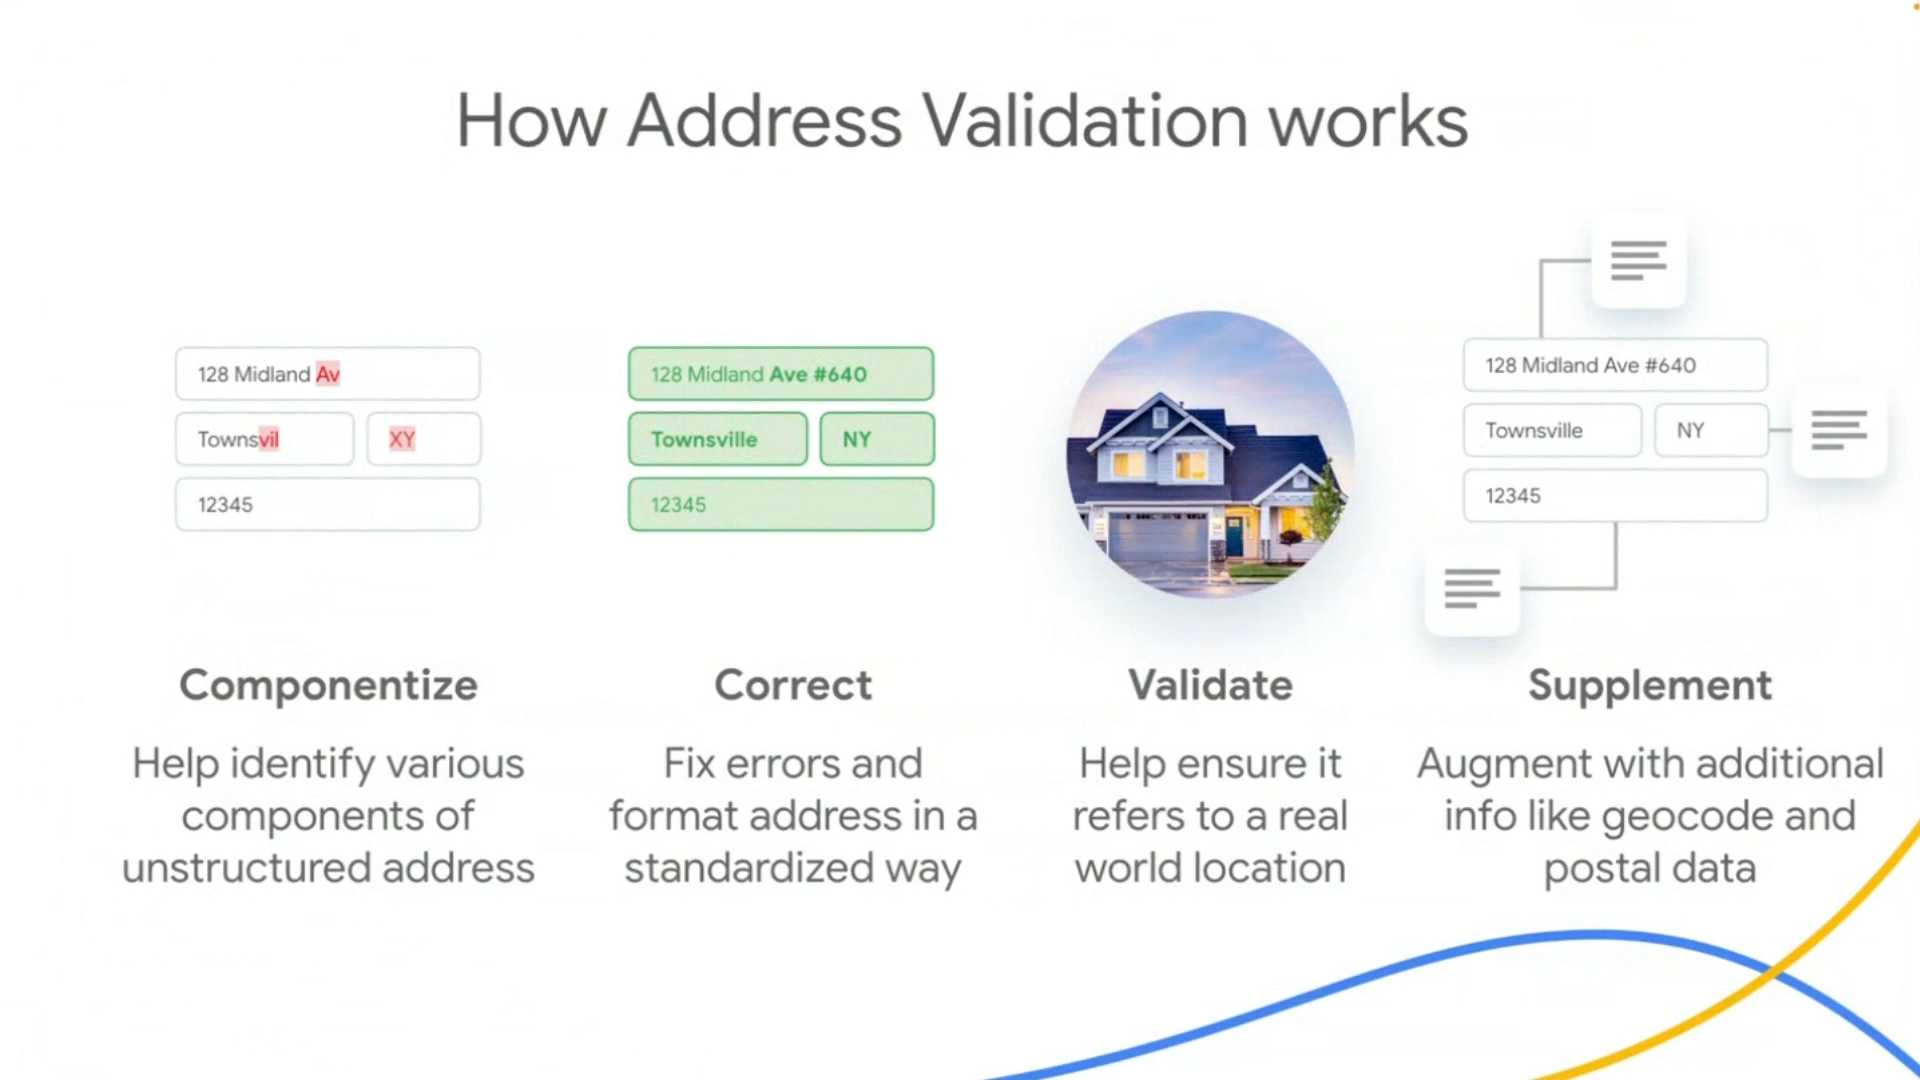 How Address Validation works
128 Midland Av
Townsvil
XY
12345
128 Midland Ave #640
Townsville
NY
12345
128 Midland Ave #640
Townsville
NY
12345
Componentize
Help identify various
components of
unstructured address
Correct
Fix errors and
format address in a
standardized way
Validate
Help ensure it
refers to a real
world location
Supplement
Augment with additional
info like geocode and
postal data